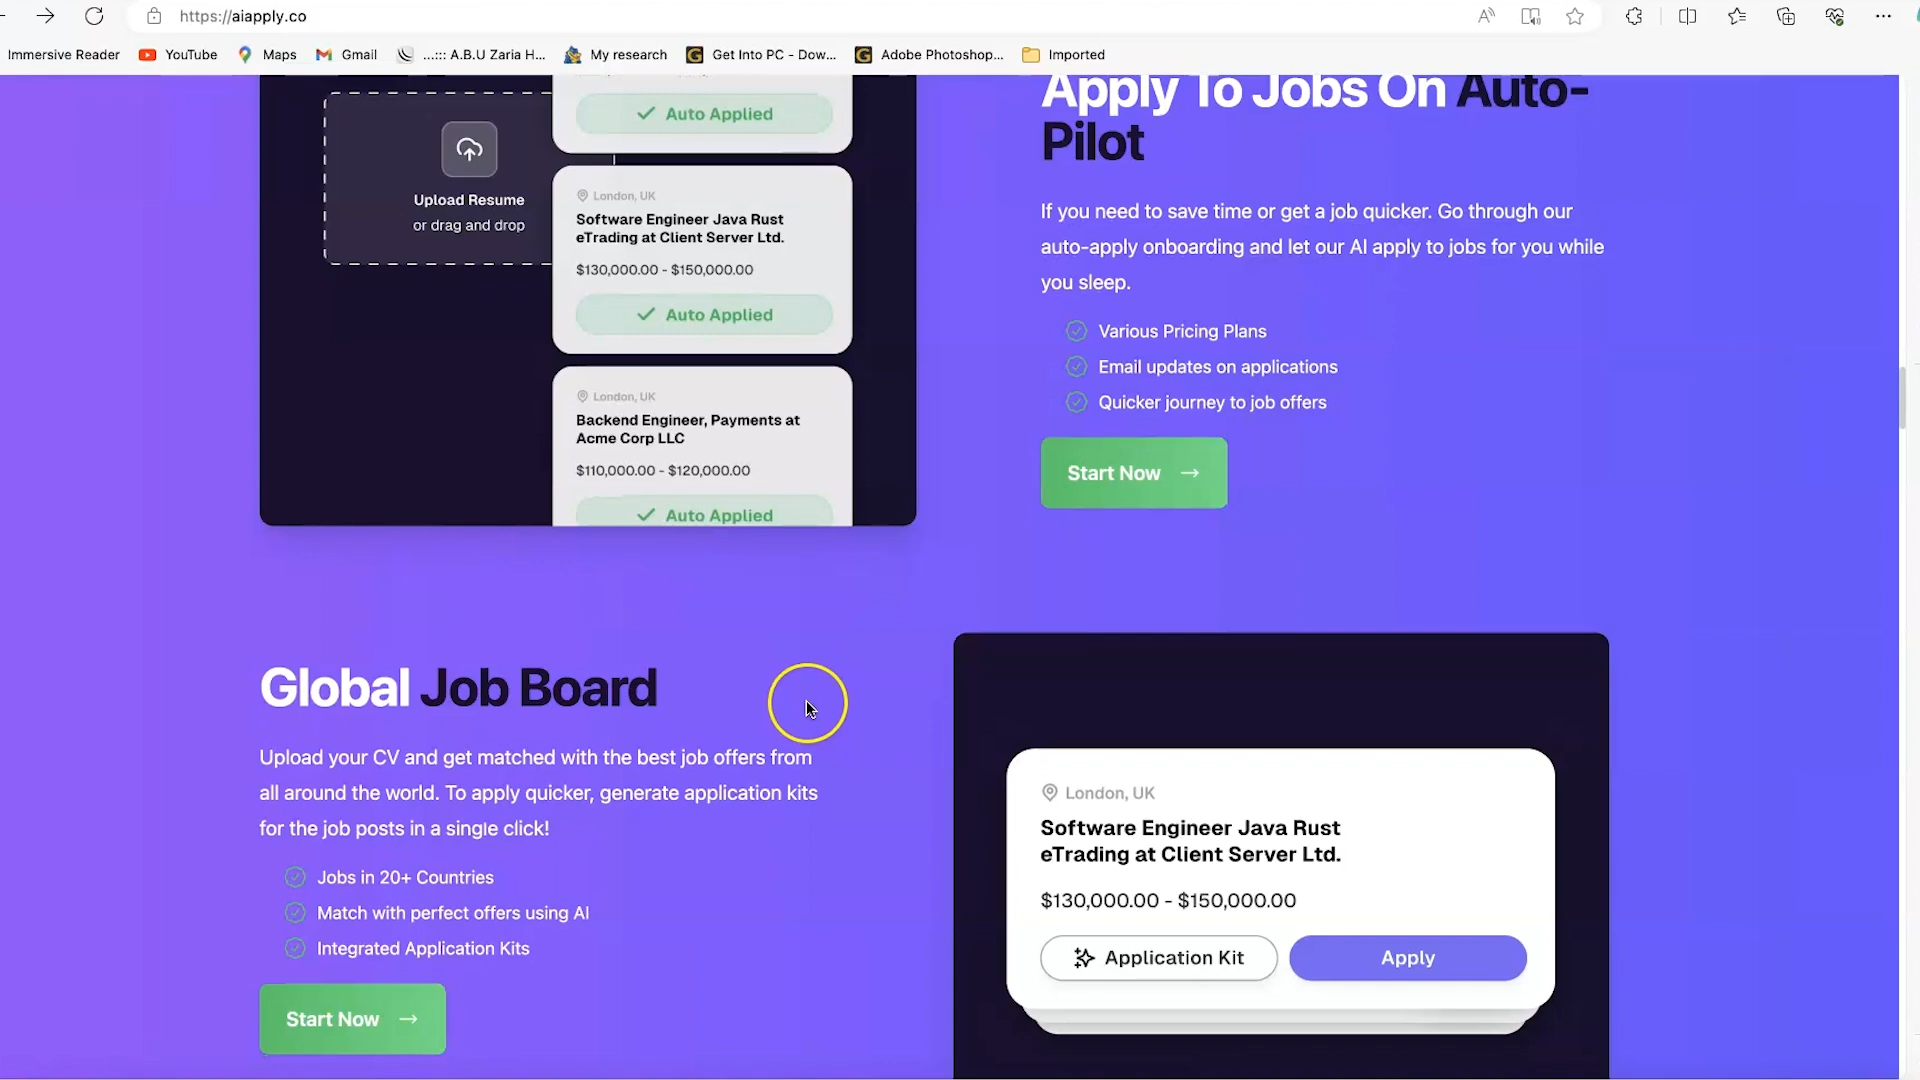 https://aiapply.co
Immersive Reader
YouTube
Maps
Gmail
...::: A.B.U Zaria H...
My research
Get Into PC - Dow...
Adobe Photoshop...
Imported
Auto Applied
Upload Resume
or drag and drop
London, UK
Software Engineer Java Rust
eTrading at Client Server Ltd.
$130,000.00 - $150,000.00
Auto Applied
London, UK
Backend Engineer, Payments at
Acme Corp LLC
$110,000.00 - $120,000.00
Auto Applied
Apply To Jobs On Auto-
Pilot
If you need to save time or get a job quicker. Go through our
auto-apply onboarding and let our AI apply to jobs for you while
you sleep.
Various Pricing Plans
Email updates on applications
Quicker journey to job offers
Start Now
Global Job Board
Upload your CV and get matched with the best job offers from
all around the world. To apply quicker, generate application kits
for the job posts in a single click!
Jobs in 20+ Countries
Match with perfect offers using AI
Integrated Application Kits
Start Now
London, UK
Software Engineer Java Rust
eTrading at Client Server Ltd.
$130,000.00 - $150,000.00
Application Kit
Apply